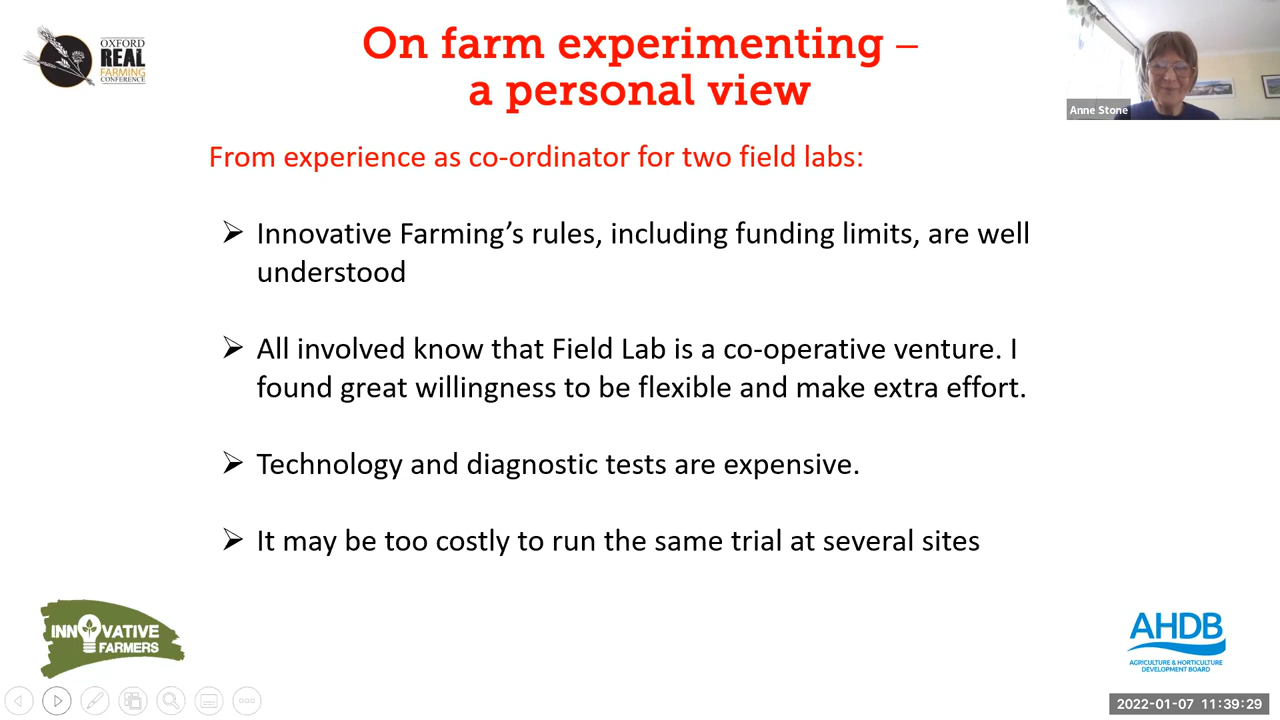 OXFORD
REAL
FARMING
CONFERENCE
On farm experimenting –
a personal view
Anne Stone
From experience as co-ordinator for two field labs:
➢ Innovative Farming’s rules, including funding limits, are well
understood
➢ All involved know that Field Lab is a co-operative venture. I
found great willingness to be flexible and make extra effort.
➢ Technology and diagnostic tests are expensive.
➢ It may be too costly to run the same trial at several sites
INNOVATIVE
FARMERS
AHDB
AGRICULTURE & HORTICULTURE
DEVELOPMENT BOARD
2022-01-07 11:39:29